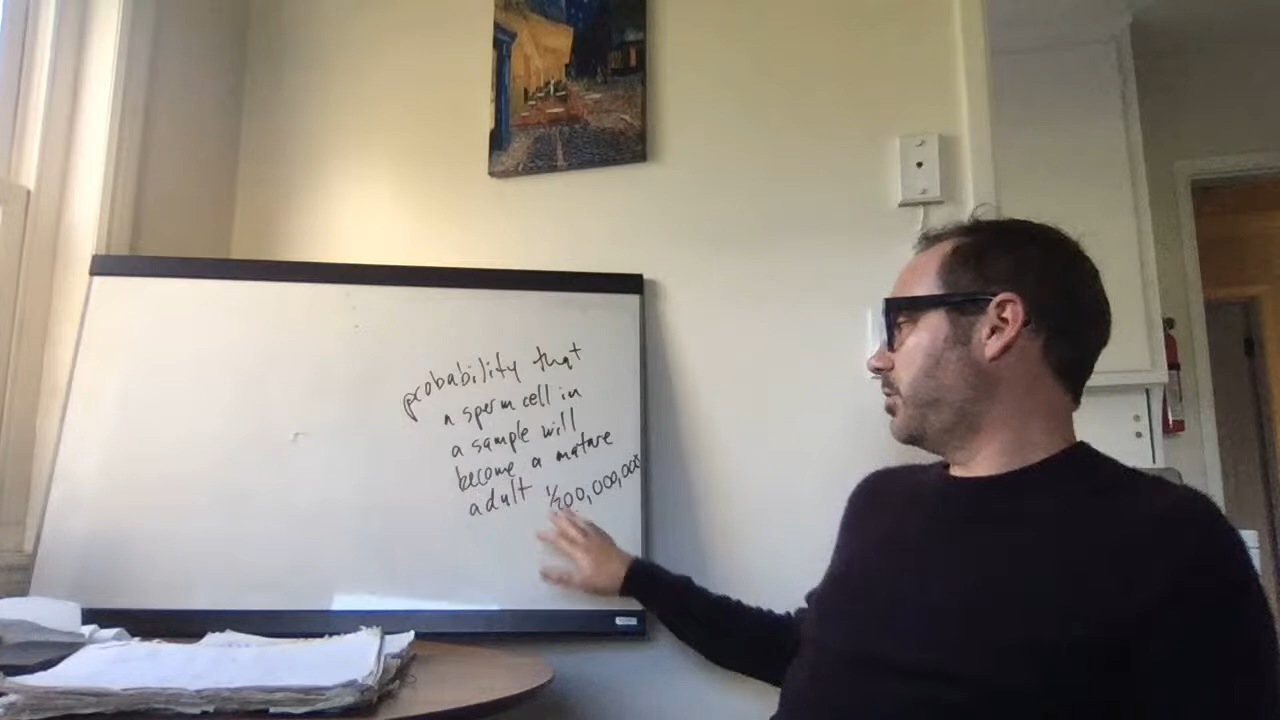 probability that
a sperm cell in
a sample will
become a mature
adult 1/200,000,000